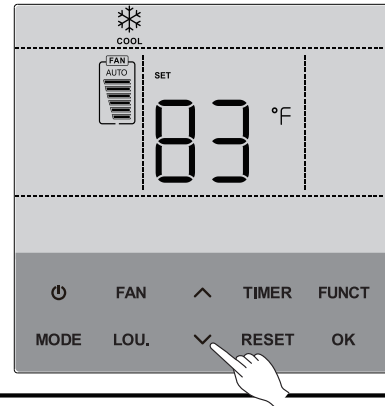 COOL
FAN
AUTO
SET
83 °F
FAN TIMER FUNCT
MODE LOU. RESET OK